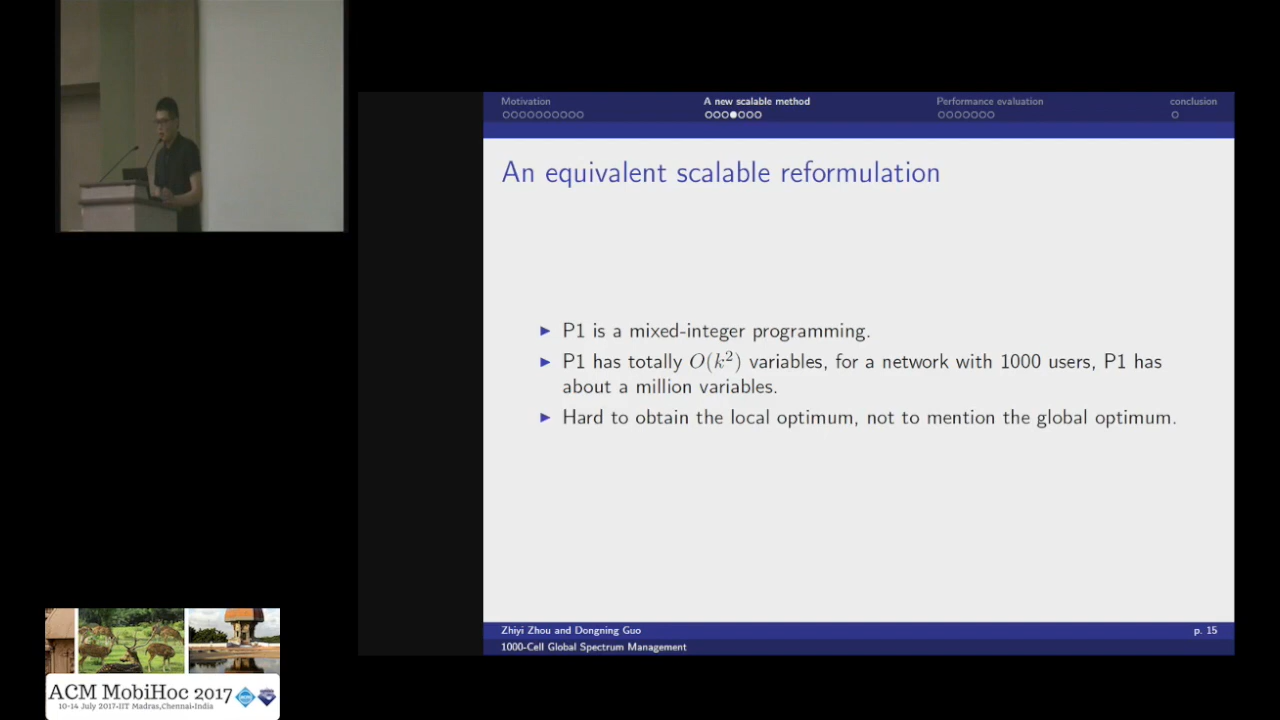 Motivation
A new scalable method
Performance evaluation
conclusion
An equivalent scalable reformulation
P1 is a mixed-integer programming.
P1 has totally O(k²) variables, for a network with 1000 users, P1 has
about a million variables.
Hard to obtain the local optimum, not to mention the global optimum.
Zhiyi Zhou and Dongning Guo
p. 15
1000-Cell Global Spectrum Management
ACM MobiHoc 2017
10-14 July 2017•IIT Madras,Chennai•India